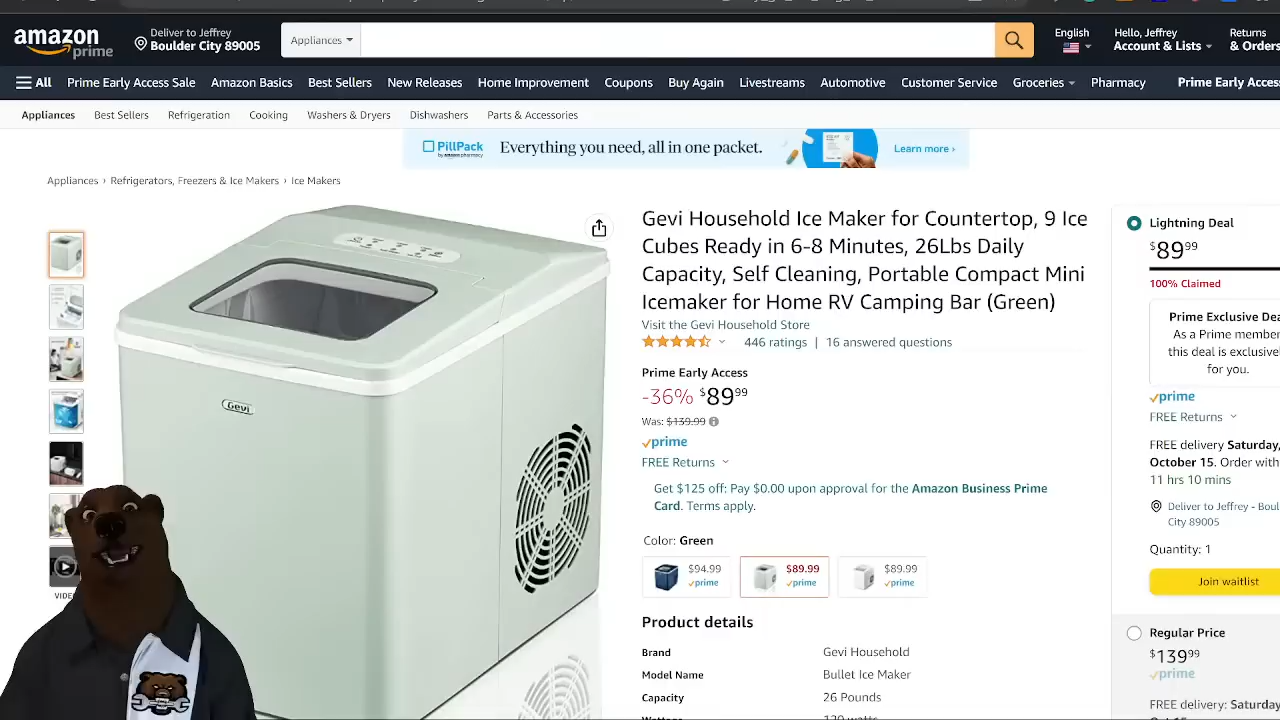 amazon
prime
Deliver to Jeffrey
Boulder City 89005
Appliances
English
Hello, Jeffrey
Account & Lists
Returns
& Orders
All
Prime Early Access Sale
Amazon Basics
Best Sellers
New Releases
Home Improvement
Coupons
Buy Again
Livestreams
Automotive
Customer Service
Groceries
Pharmacy
Prime Early Acces
Appliances
Best Sellers
Refrigeration
Cooking
Washers & Dryers
Dishwashers
Parts & Accessories
PillPack
by amazon pharmacy
Everything you need, all in one packet.
Learn more ›
Appliances › Refrigerators, Freezers & Ice Makers › Ice Makers
Gevi
Gevi Household Ice Maker for Countertop, 9 Ice
Cubes Ready in 6-8 Minutes, 26Lbs Daily
Capacity, Self Cleaning, Portable Compact Mini
Icemaker for Home RV Camping Bar (Green)
Visit the Gevi Household Store
446 ratings | 16 answered questions
Prime Early Access
-36% $8999
Was: $139.99
prime
FREE Returns
Get $125 off: Pay $0.00 upon approval for the Amazon Business Prime
Card. Terms apply.
Color: Green
$94.99
prime
$89.99
prime
$89.99
prime
Product details
Brand Gevi Household
Model Name Bullet Ice Maker
Capacity 26 Pounds
Lightning Deal
$8999
100% Claimed
Prime Exclusive Dea
As a Prime member
this deal is exclusive
for you.
prime
FREE Returns
FREE delivery Saturday,
October 15. Order with
11 hrs 10 mins
Deliver to Jeffrey - Boul
City 89005
Quantity: 1
Join waitlist
Regular Price
$13999
prime
FREE delivery: Saturday